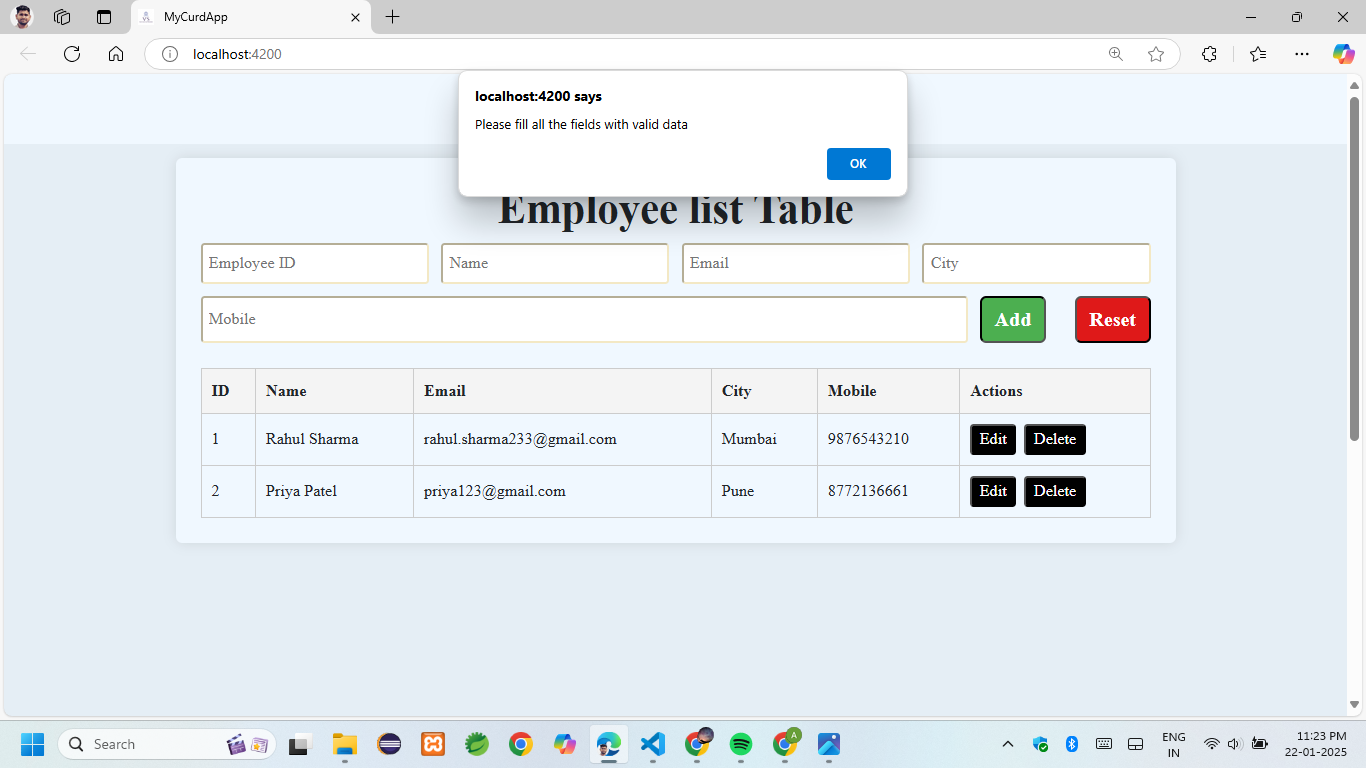 MyCurdApp
localhost:4200
localhost:4200 says
Please fill all the fields with valid data
OK
Employee list Table
Employee ID Name Email City
Mobile Add Reset
ID Name Email City Mobile Actions
1 Rahul Sharma rahul.sharma233@gmail.com Mumbai 9876543210 Edit Delete
2 Priya Patel priya123@gmail.com Pune 8772136661 Edit Delete
Search
A
ENG
IN
11:23 PM
22-01-2025